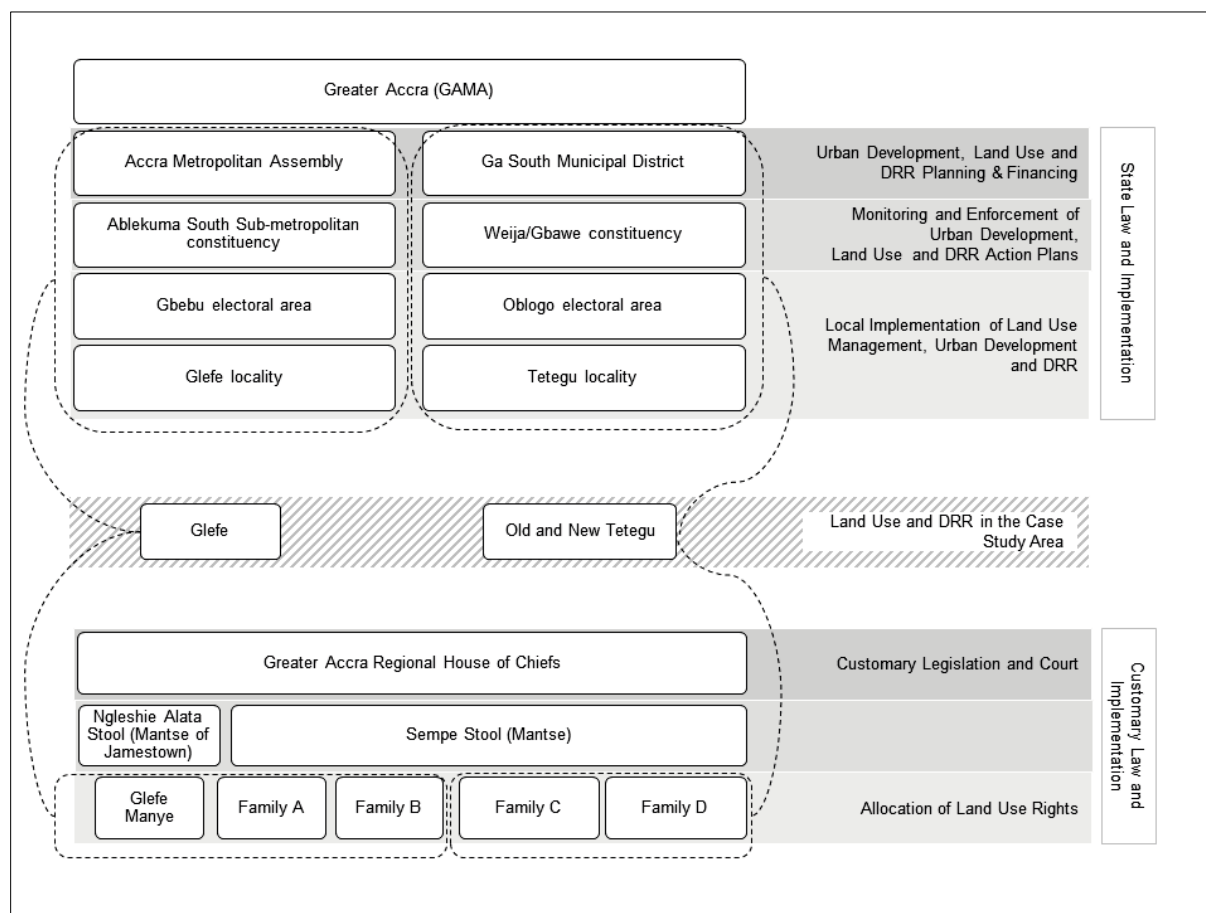 Greater Accra (GAMA)
Accra Metropolitan Assembly
Ga South Municipal District
Urban Development, Land Use and
DRR Planning & Financing
Ablekuma South Sub-metropolitan
constituency
Weija/Gbawe constituency
Monitoring and Enforcement of
Urban Development,
Land Use and DRR Action Plans
Gbebu electoral area
Oblogo electoral area
Local Implementation of Land Use
Management, Urban Development
and DRR
Glefe locality
Tetegu locality
State Law and Implementation
Glefe
Old and New Tetegu
Land Use and DRR in the Case
Study Area
Greater Accra Regional House of Chiefs
Customary Legislation and Court
Ngleshie Alata
Stool (Mantse of
Jamestown)
Sempe Stool (Mantse)
Glefe
Manye
Family A
Family B
Family C
Family D
Allocation of Land Use Rights
Customary Law and
Implementation